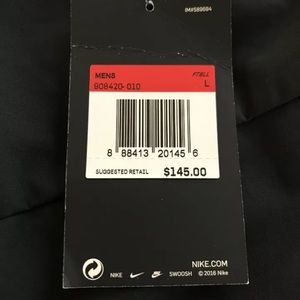 IM#589694
MENS FTBLL
908420-010 L
8 88413 20145 6
SUGGESTED RETAIL $145.00
NIKE.COM
NIKE SWOOSH © 2016 Nike